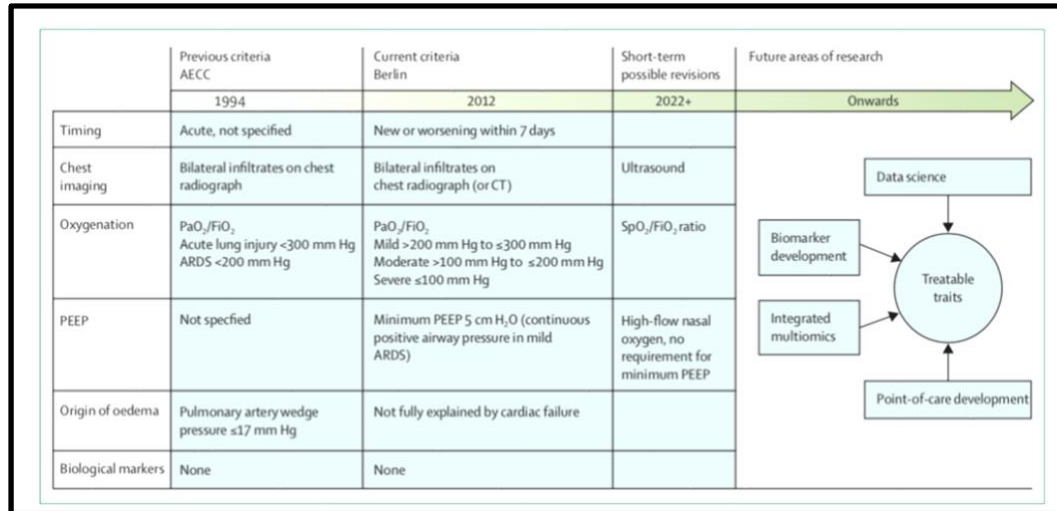 Previous criteria
AECC
Current criteria
Berlin
Short-term
possible revisions
Future areas of research
1994
2012
2022+
Onwards
Timing
Acute, not specified
New or worsening within 7 days
Chest
imaging
Bilateral infiltrates on chest
radiograph
Bilateral infiltrates on
chest radiograph (or CT)
Ultrasound
Oxygenation
PaO₂/FiO₂
Acute lung injury <300 mm Hg
ARDS <200 mm Hg
PaO₂/FiO₂
Mild >200 mm Hg to ≤300 mm Hg
Moderate >100 mm Hg to ≤200 mm Hg
Severe ≤100 mm Hg
SpO₂/FiO₂ ratio
PEEP
Not specfied
Minimum PEEP 5 cm H₂O (continuous
positive airway pressure in mild
ARDS)
High-flow nasal
oxygen, no
requirement for
minimum PEEP
Origin of oedema
Pulmonary artery wedge
pressure ≤17 mm Hg
Not fully explained by cardiac failure
Biological markers
None
None
Data science
Biomarker
development
Treatable
traits
Integrated
multiomics
Point-of-care development